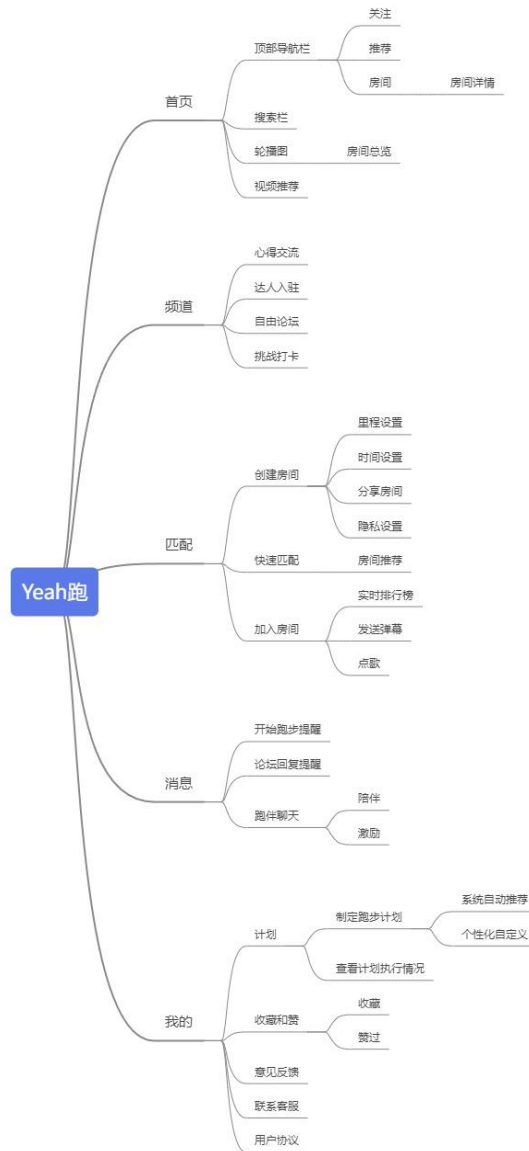 Yeah跑
首页
顶部导航栏
关注
推荐
房间
房间详情
搜索栏
轮播图
房间总览
视频推荐
频道
心得交流
达人入驻
自由论坛
挑战打卡
匹配
创建房间
里程设置
时间设置
分享房间
隐私设置
快速匹配
房间推荐
加入房间
实时排行榜
发送弹幕
点歌
消息
开始跑步提醒
论坛回复提醒
跑伴聊天
陪伴
激励
我的
计划
制定跑步计划
系统自动推荐
个性化自定义
查看计划执行情况
收藏和赞
收藏
赞过
意见反馈
联系客服
用户协议